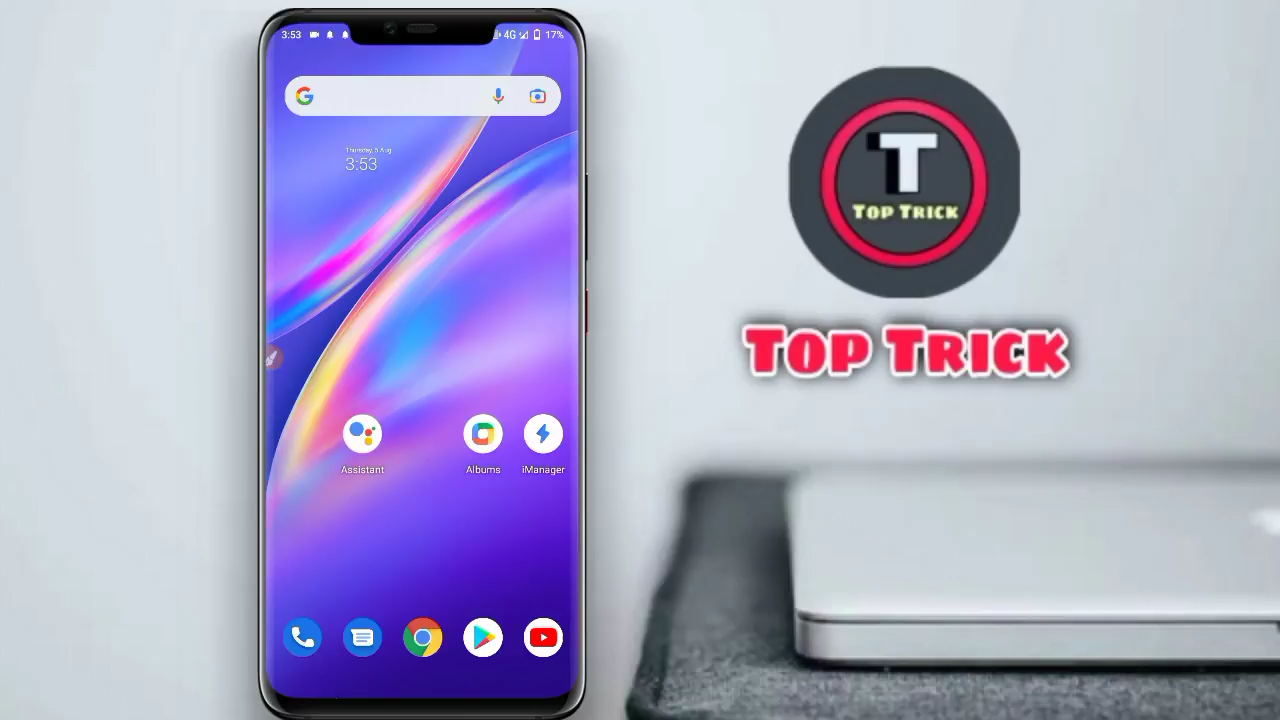 3:53
4G
17%
Thursday, 5 Aug
3:53
Assistant
Albums
iManager
T
TOP TRICK
TOP TRICK